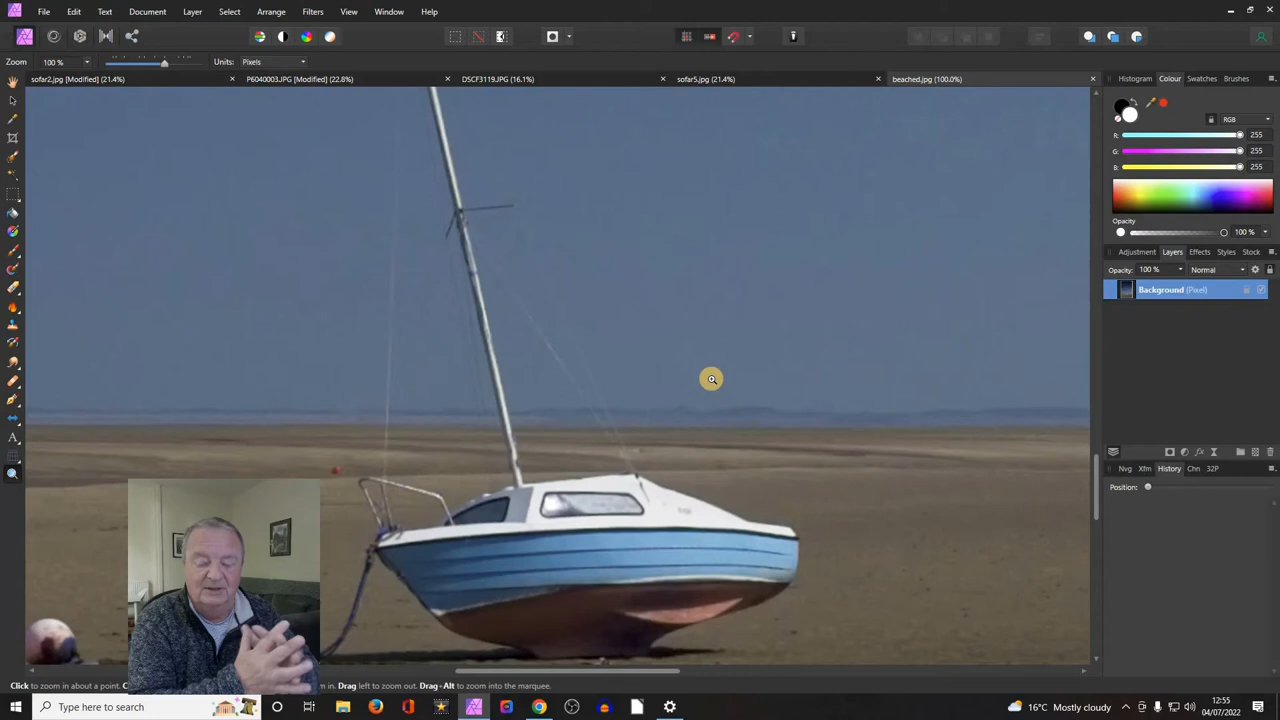 File Edit Text Document Layer Select Arrange Filters View Window Help
Zoom 100 % Units: Pixels
sofar2.jpg [Modified] (21.4%) P6040003.JPG [Modified] (22.8%) DSCF3119.JPG (16.1%) sofar5.jpg (21.4%) beached.jpg (100.0%)
Histogram Colour Swatches Brushes
RGB
R: 255
G: 255
B: 255
Opacity
100 %
Adjustment Layers Effects Styles Stock
Opacity: 100 % Normal
Background (Pixel)
Nvg Xfm History Chn 32P
Position:
Drag left to zoom out. Drag+Alt to zoom into the marquee.
Click to zoom in about a point.
Type here to search
16°C Mostly cloudy
12:55
04/07/2022